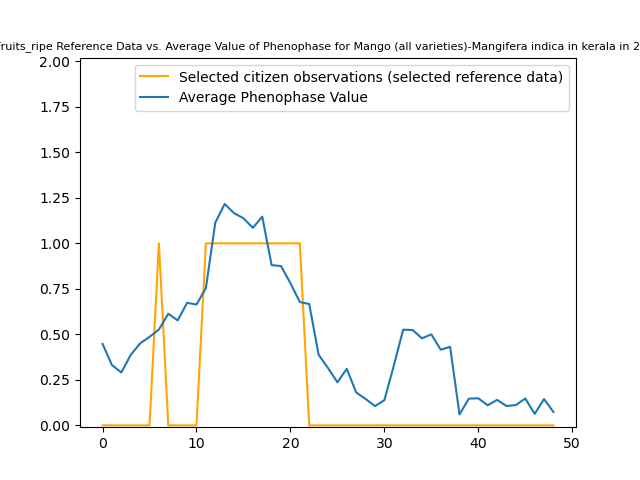 ruits_ripe Reference Data vs. Average Value of Phenophase for Mango (all varieties)-Mangifera indica in kerala in 2
Selected citizen observations (selected reference data)
Average Phenophase Value
2.00
1.75
1.50
1.25
1.00
0.75
0.50
0.25
0.00
0 10 20 30 40 50